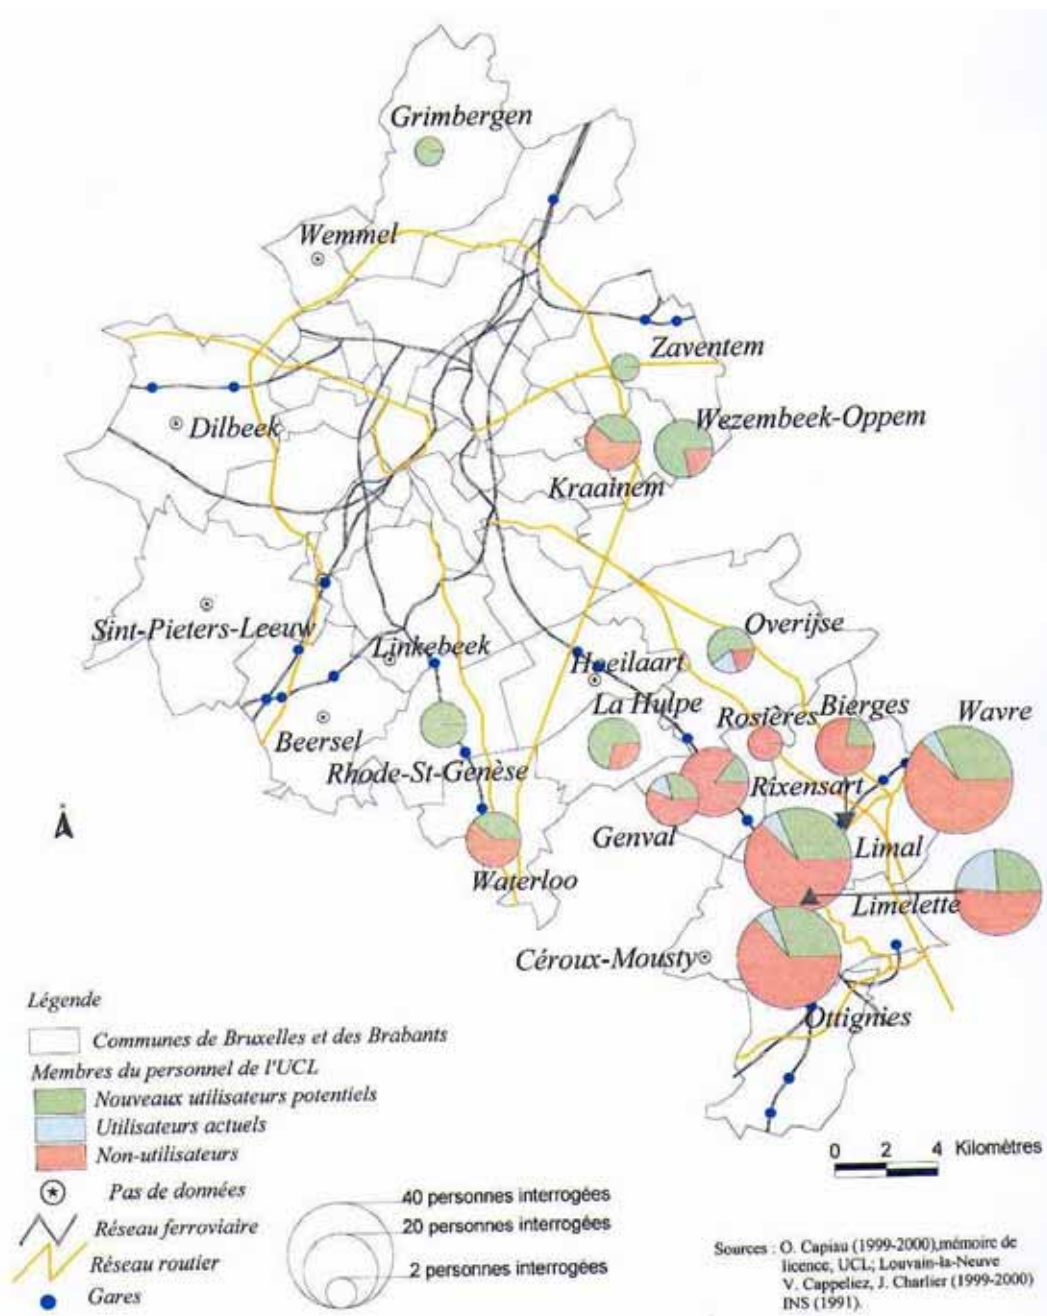 Grimbergen
Wemmel
Zaventem
Dilbeek
Wezembeek-Oppem
Kraainem
Sint-Pieters-Leeuw
Linkebeek
Overijse
Hoeilaart
La Hulpe
Rosières
Bierges
Wavre
Beersel
Rhode-St-Genèse
Rixensart
Genval
Limal
Waterloo
Limelette
Céroux-Mousty
Ottignies
Légende
Communes de Bruxelles et des Brabants
Membres du personnel de l'UCL
Nouveaux utilisateurs potentiels
Utilisateurs actuels
Non-utilisateurs
Pas de données
Réseau ferroviaire
Réseau routier
Gares
40 personnes interrogées
20 personnes interrogées
2 personnes interrogées
0 2 4 Kilomètres
Sources : O. Capiau (1999-2000),mémoire de
licence, UCL; Louvain-la-Neuve
V. Cappeliez, J. Charlier (1999-2000)
INS (1991).